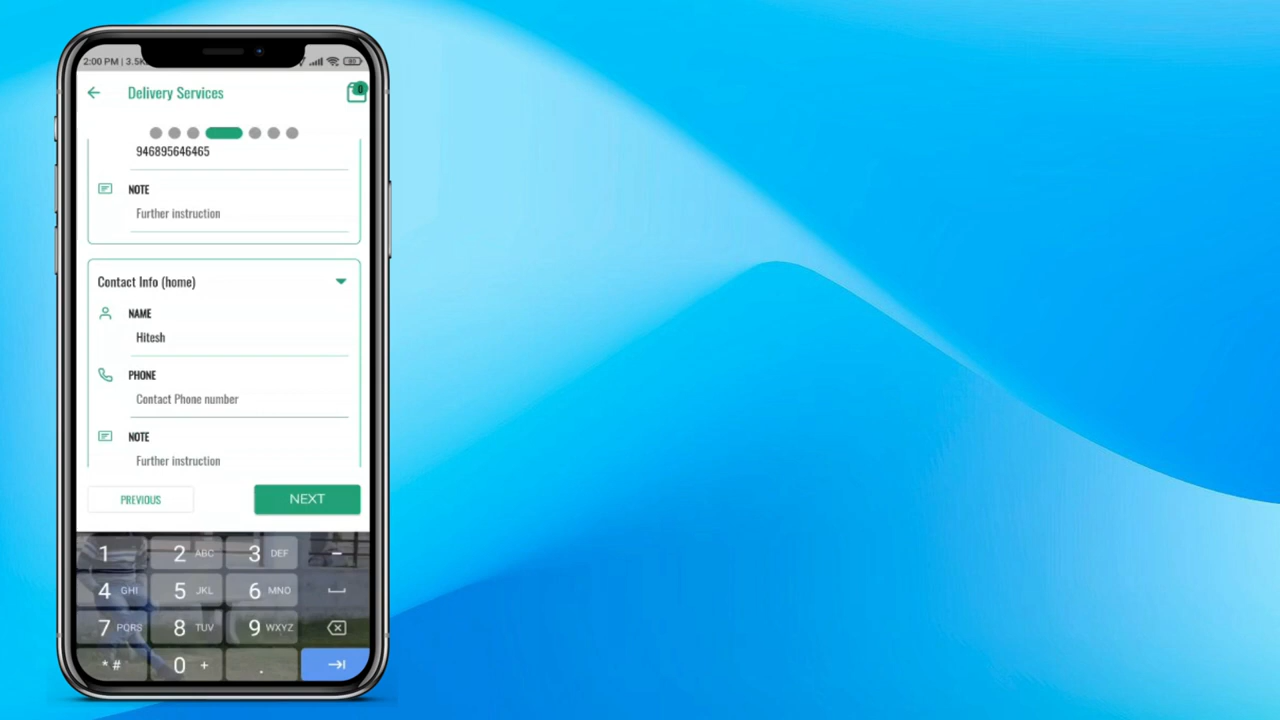 2:00 PM | 3.5K
Delivery Services
0
946895646465
NOTE
Further instruction
Contact Info (home)
NAME
Hitesh
PHONE
Contact Phone number
NOTE
Further instruction
PREVIOUS
NEXT
1 2 ABC 3 DEF -
4 GHI 5 JKL 6 MNO
7 PQRS 8 TUV 9 WXYZ
* # 0 + .